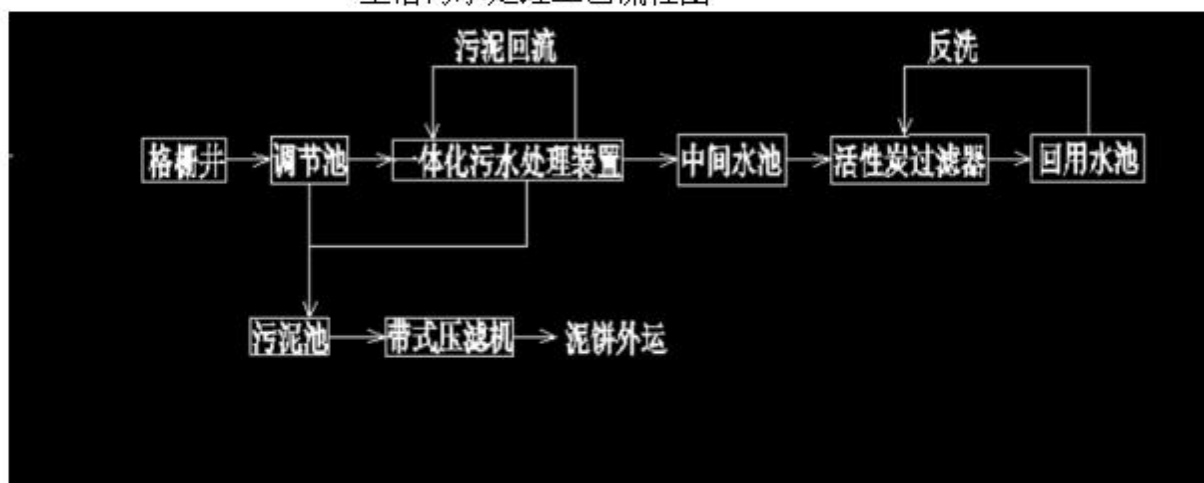 污泥回流
反洗
格栅井 调节池 一体化污水处理装置 中间水池 活性炭过滤器 回用水池
污泥池 带式压滤机 泥饼外运